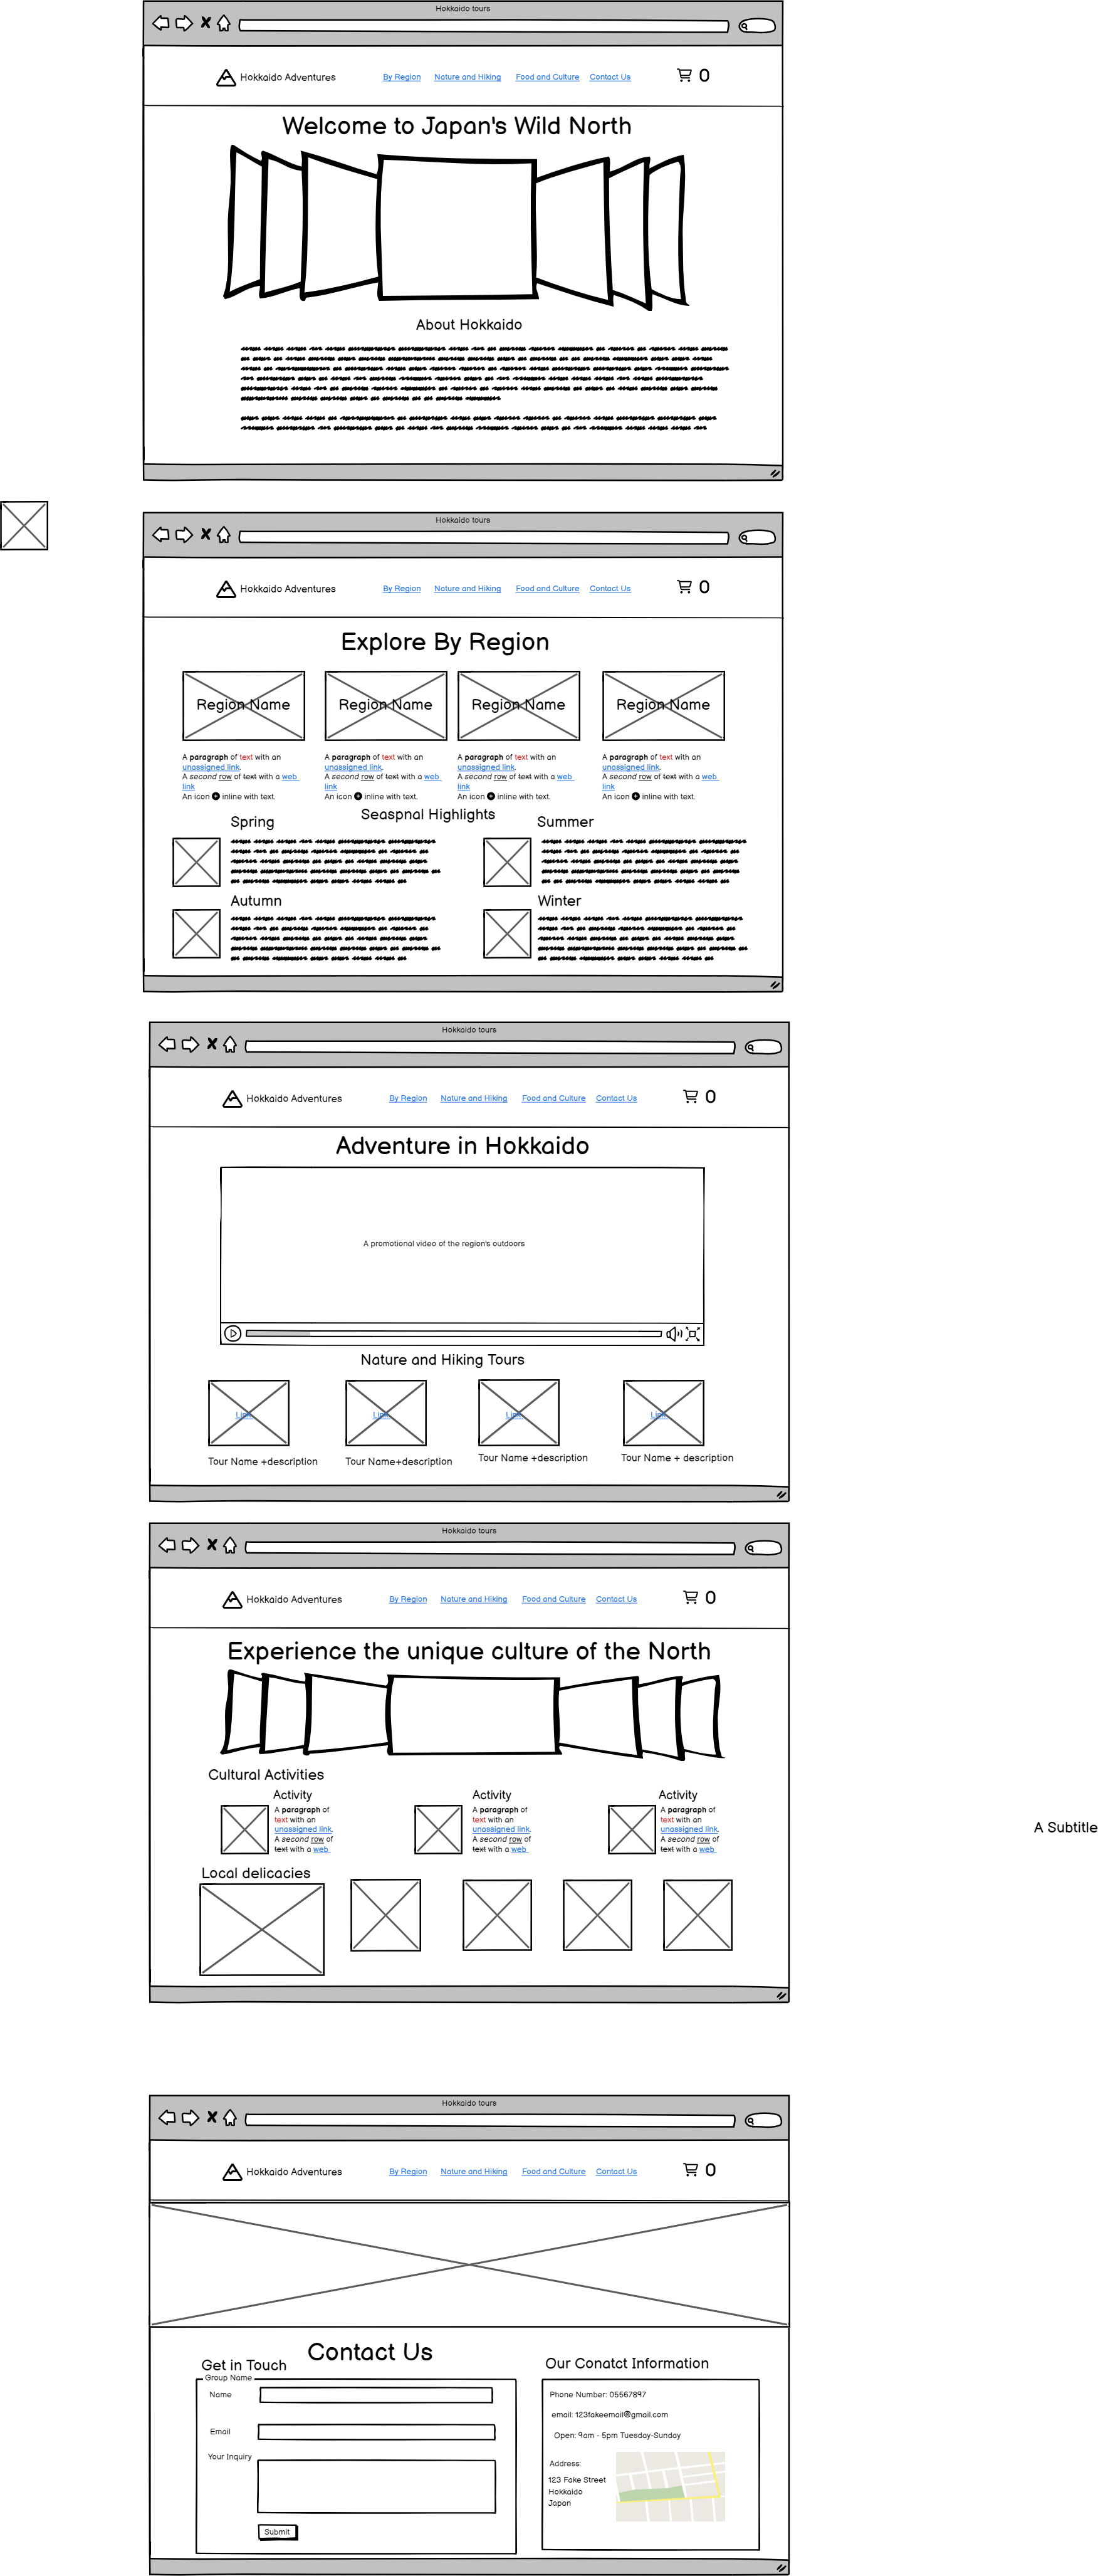 Hokkaido tours
Hokkaido Adventures By Region Nature and Hiking Food and Culture Contact Us 0
Welcome to Japan's Wild North
About Hokkaido
Hokkaido tours
Hokkaido Adventures By Region Nature and Hiking Food and Culture Contact Us 0
Explore By Region
Region Name Region Name Region Name Region Name
A paragraph of text with an
unassigned link.
A second row of text with a web
link
An icon inline with text.
A paragraph of text with an
unassigned link.
A second row of text with a web
link
An icon inline with text.
A paragraph of text with an
unassigned link.
A second row of text with a web
link
An icon inline with text.
A paragraph of text with an
unassigned link.
A second row of text with a web
link
An icon inline with text.
Seaspnal Highlights
Spring Summer
Autumn Winter
Hokkaido tours
Hokkaido Adventures By Region Nature and Hiking Food and Culture Contact Us 0
Adventure in Hokkaido
A promotional video of the region's outdoors
Nature and Hiking Tours
Link Link Link Link
Tour Name +description Tour Name+description Tour Name +description Tour Name + description
Hokkaido tours
Hokkaido Adventures By Region Nature and Hiking Food and Culture Contact Us 0
Experience the unique culture of the North
Cultural Activities
Activity
A paragraph of
text with an
unassigned link.
A second row of
text with a web
Activity
A paragraph of
text with an
unassigned link.
A second row of
text with a web
Activity
A paragraph of
text with an
unassigned link.
A second row of
text with a web
A Subtitle
Local delicacies
Hokkaido tours
Hokkaido Adventures By Region Nature and Hiking Food and Culture Contact Us 0
Contact Us
Get in Touch
Group Name
Name
Email
Your Inquiry
Submit
Our Conatct Information
Phone Number: 05567897
email: 123fakeemail@gmail.com
Open: 9am - 5pm Tuesday-Sunday
Address:
123 Fake Street
Hokkaido
Japan